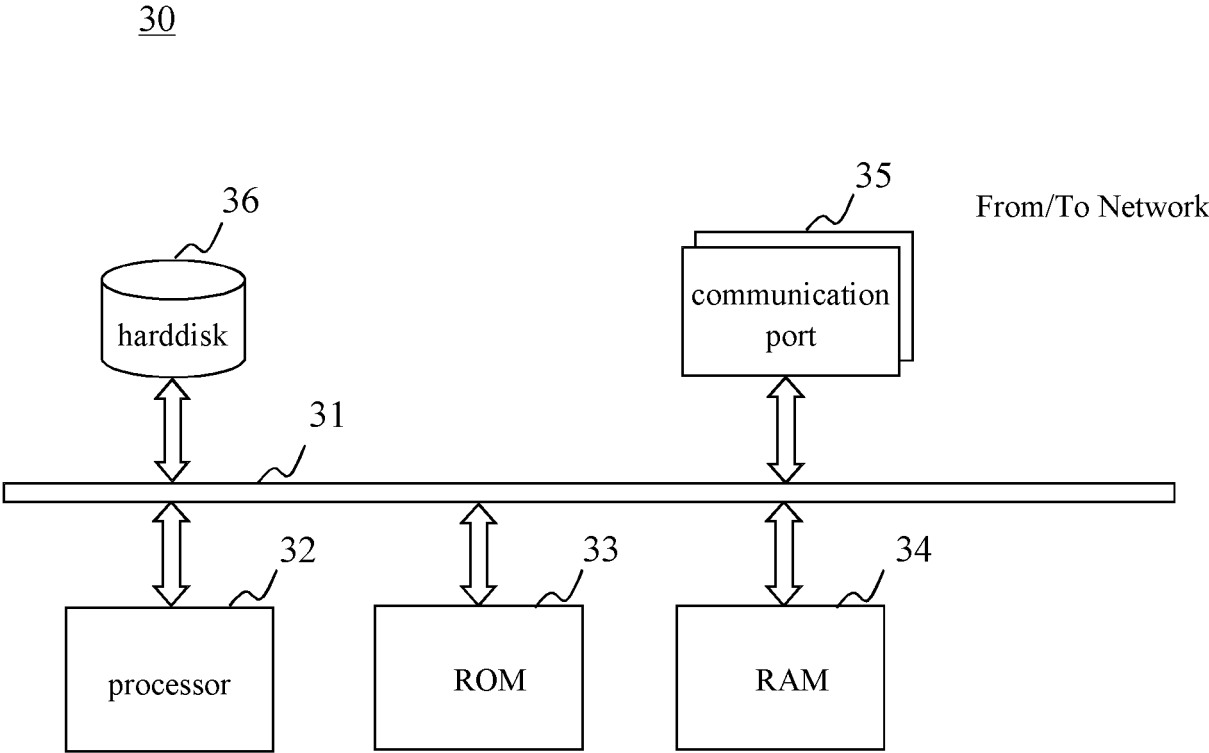 30
36
35
From/To Network
harddisk
communication
port
31
32
33
34
processor
ROM
RAM